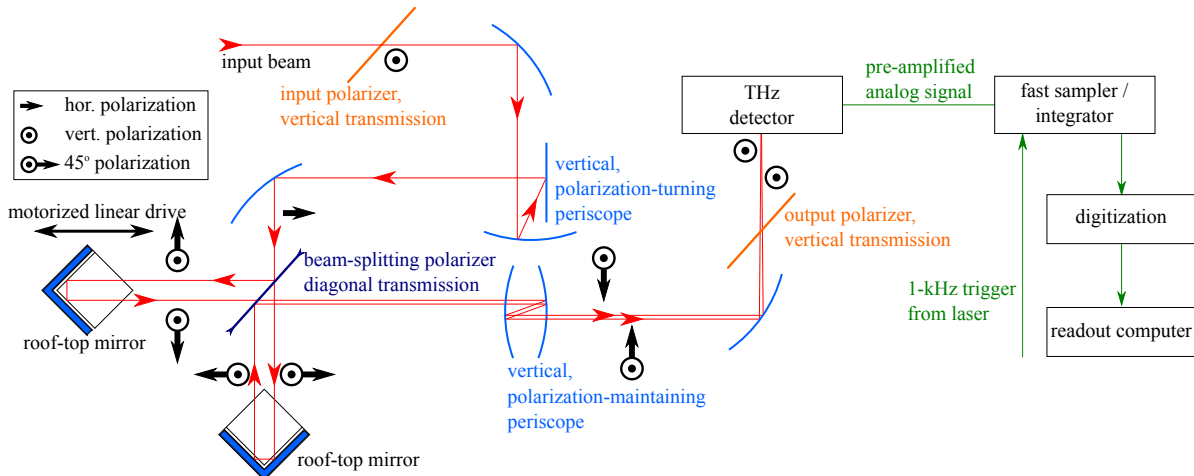 input beam
input polarizer,
vertical transmission
hor. polarization
vert. polarization
45° polarization
motorized linear drive
roof-top mirror
beam-splitting polarizer
diagonal transmission
roof-top mirror
vertical,
polarization-turning
periscope
vertical,
polarization-maintaining
periscope
THz
detector
output polarizer,
vertical transmission
pre-amplified
analog signal
fast sampler /
integrator
digitization
1-kHz trigger
from laser
readout computer